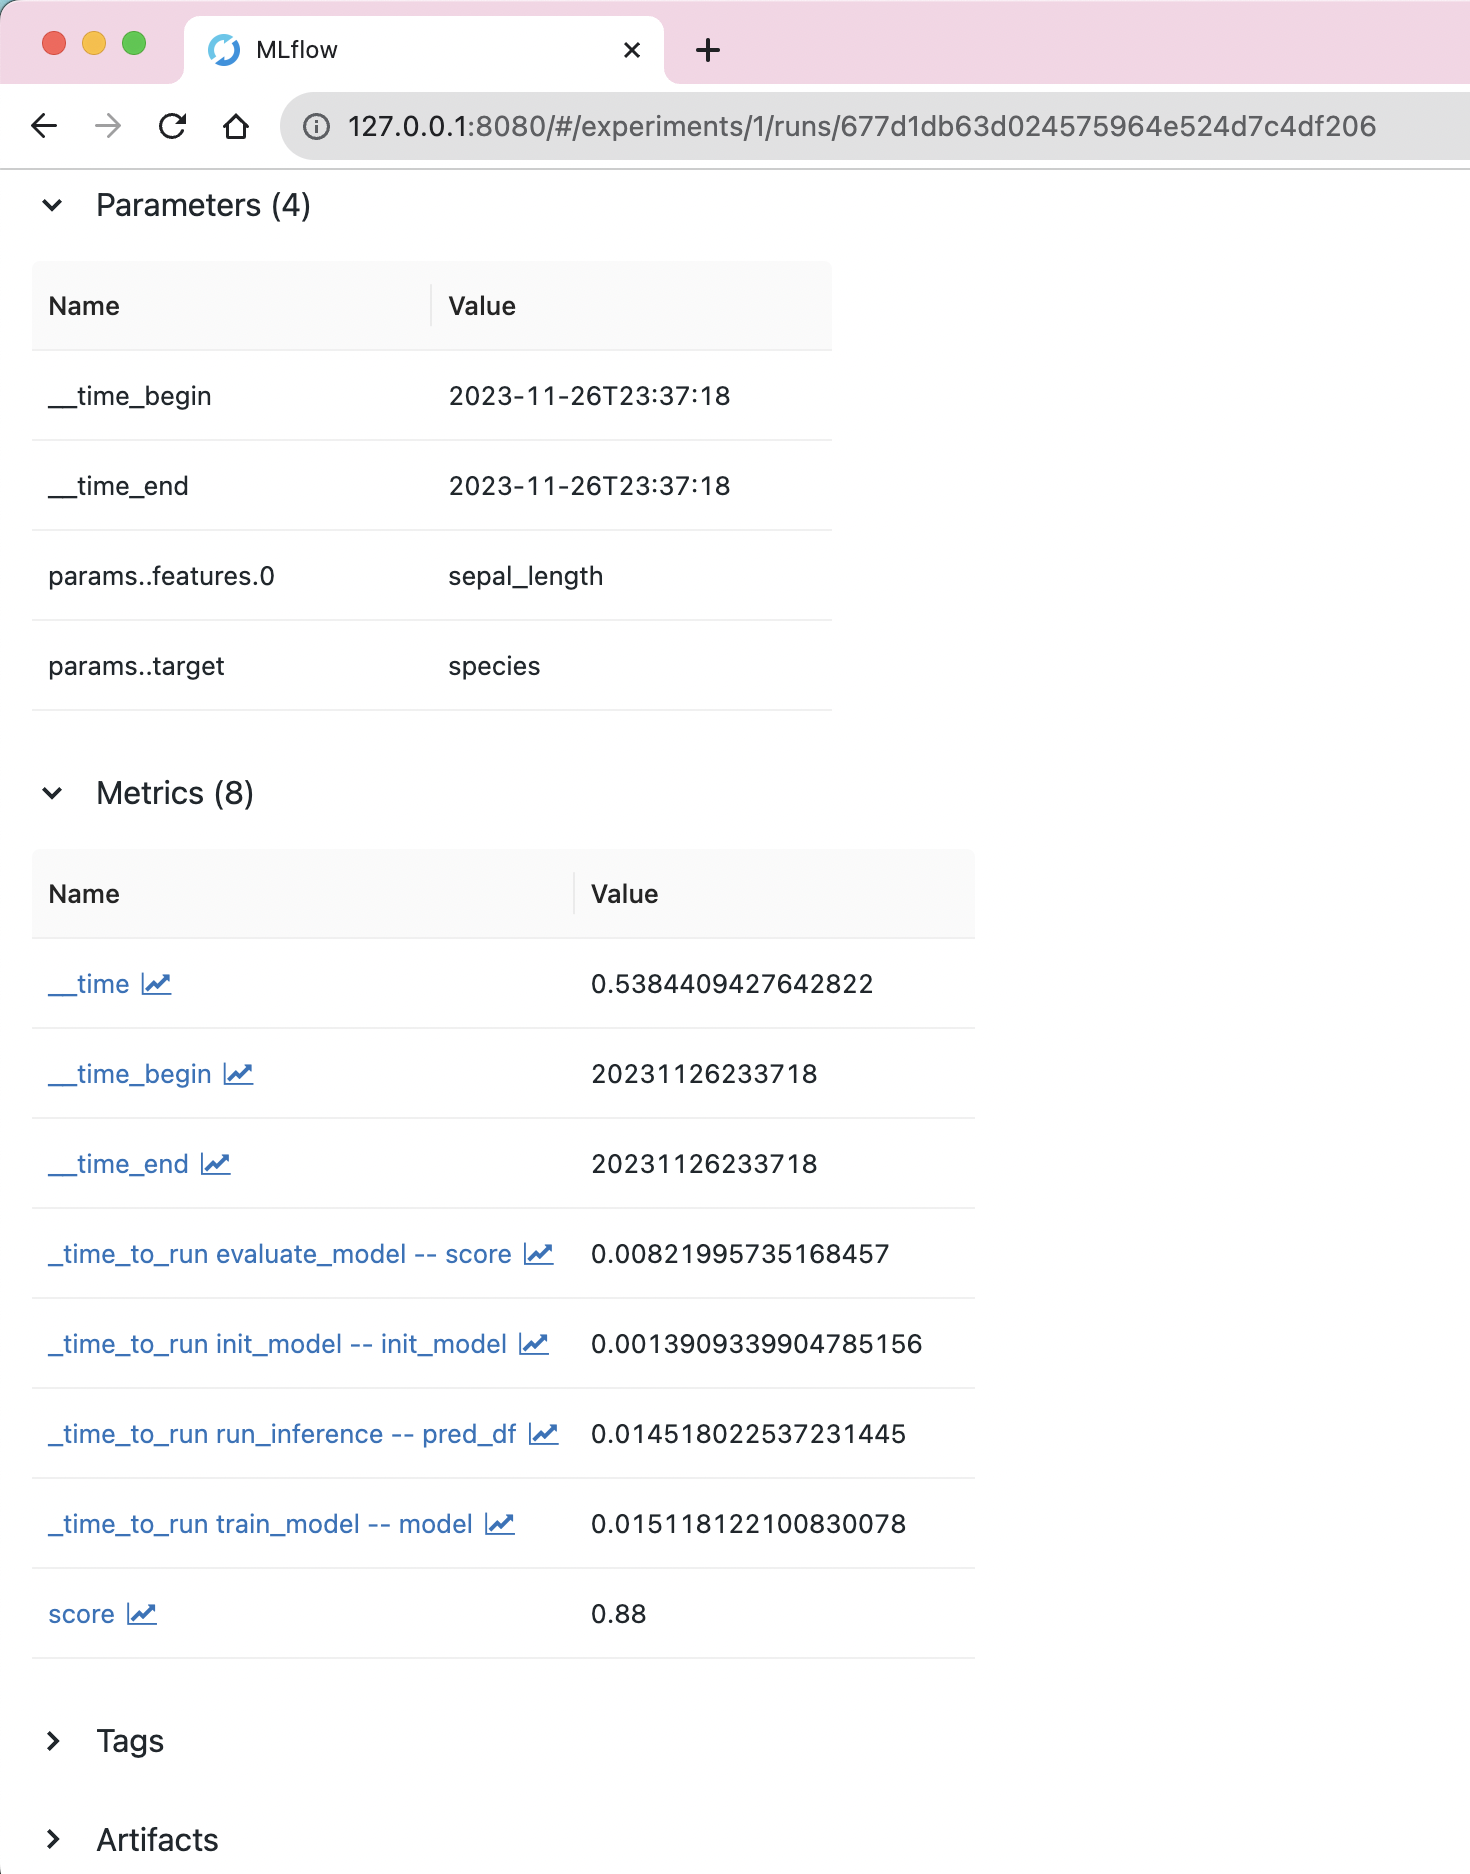 MLflow
127.0.0.1:8080/#/experiments/1/runs/677d1db63d024575964e524d7c4df206
Parameters (4)
Name Value
__time_begin 2023-11-26T23:37:18
__time_end 2023-11-26T23:37:18
params..features.0 sepal_length
params..target species
Metrics (8)
Name Value
__time 0.5384409427642822
__time_begin 20231126233718
__time_end 20231126233718
_time_to_run evaluate_model -- score 0.00821995735168457
_time_to_run init_model -- init_model 0.0013909339904785156
_time_to_run run_inference -- pred_df 0.014518022537231445
_time_to_run train_model -- model 0.015118122100830078
score 0.88
Tags
Artifacts